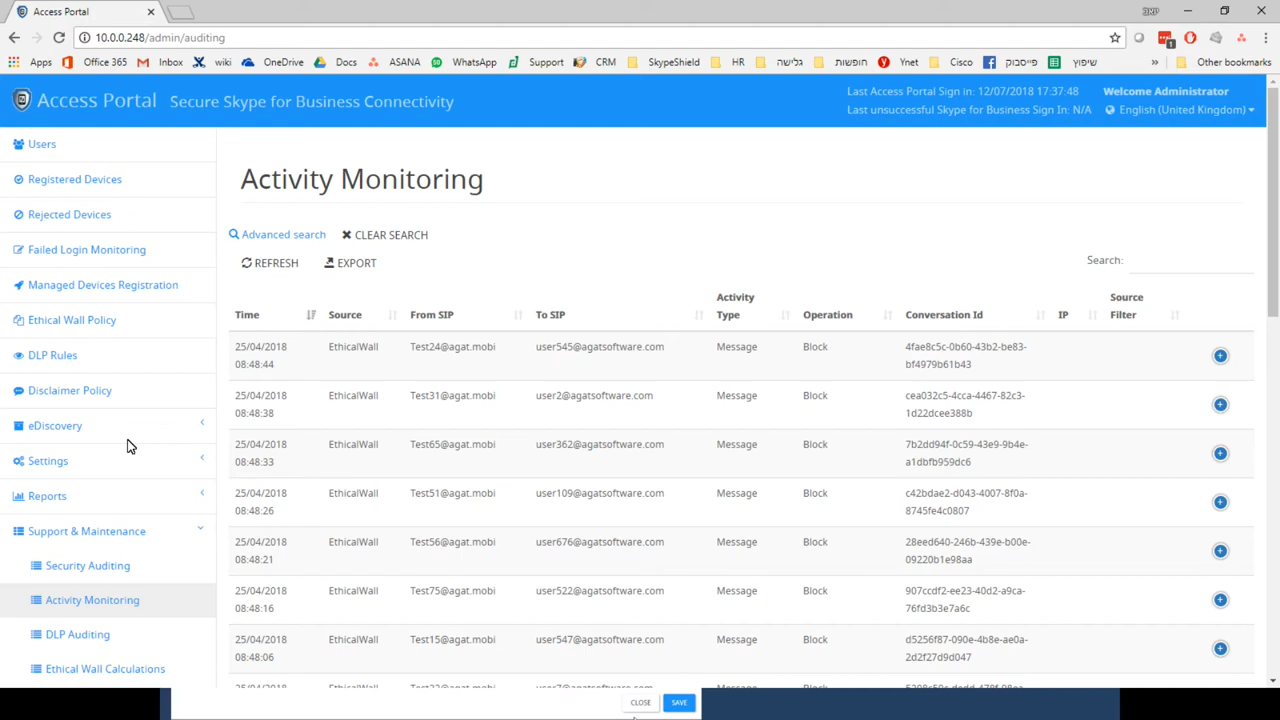 Access Portal
10.0.0.248/admin/auditing
Apps Office 365 Inbox wiki OneDrive Docs ASANA WhatsApp Support CRM SkypeShield HR גלישה חופשות Ynet Cisco פייסבוק שיפוץ » Other bookmarks
Access Portal Secure Skype for Business Connectivity
Last Access Portal Sign in: 12/07/2018 17:37:48 Welcome Administrator
Last unsuccessful Skype for Business Sign In: N/A English (United Kingdom)
Users
Registered Devices
Rejected Devices
Failed Login Monitoring
Managed Devices Registration
Ethical Wall Policy
DLP Rules
Disclaimer Policy
eDiscovery
Settings
Reports
Support & Maintenance
Security Auditing
Activity Monitoring
DLP Auditing
Ethical Wall Calculations
Activity Monitoring
Advanced search CLEAR SEARCH
REFRESH EXPORT Search:
Time Source From SIP To SIP Activity Type Operation Conversation Id IP Source Filter
25/04/2018 EthicalWall Test24@agat.mobi user545@agatsoftware.com Message Block 4fae8c5c-0b60-43b2-be83-
08:48:44 bf4979b61b43
25/04/2018 EthicalWall Test31@agat.mobi user2@agatsoftware.com Message Block cea032c5-4cca-4467-82c3-
08:48:38 1d22dcee388b
25/04/2018 EthicalWall Test65@agat.mobi user362@agatsoftware.com Message Block 7b2dd94f-0c59-43e9-9b4e-
08:48:33 a1dbfb959dc6
25/04/2018 EthicalWall Test51@agat.mobi user109@agatsoftware.com Message Block c42bdae2-d043-4007-8f0a-
08:48:26 8745fe4c0807
25/04/2018 EthicalWall Test56@agat.mobi user676@agatsoftware.com Message Block 28eed640-246b-439e-b00e-
08:48:21 09220b1e98aa
25/04/2018 EthicalWall Test75@agat.mobi user522@agatsoftware.com Message Block 907ccdf2-ee23-40d2-a9ca-
08:48:16 76fd3b3e7a6c
25/04/2018 EthicalWall Test15@agat.mobi user547@agatsoftware.com Message Block d5256f87-090e-4b8e-ae0a-
08:48:06 2d2f27d9d047
CLOSE SAVE